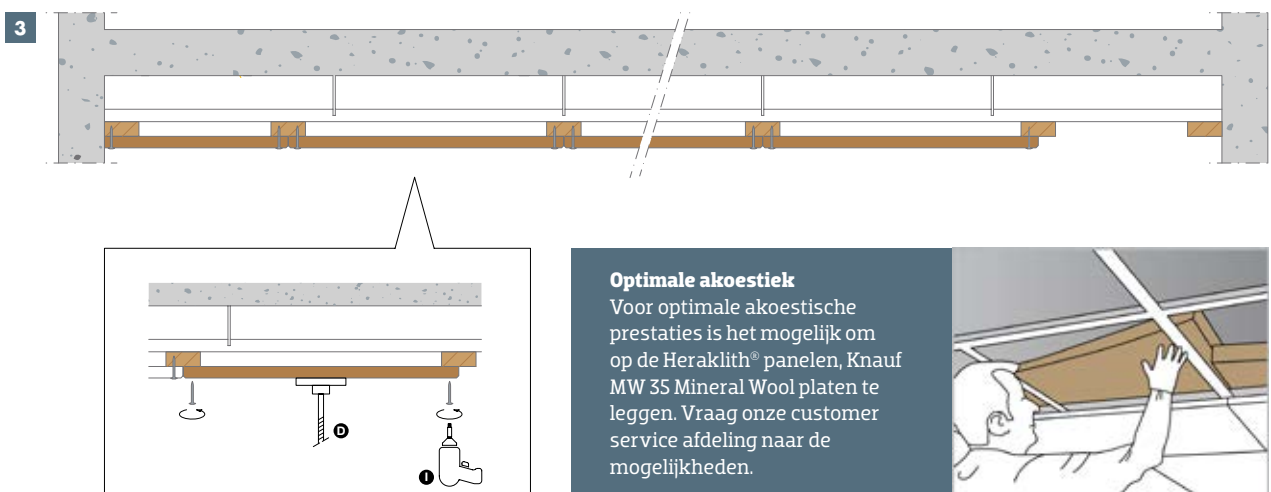 3
D
I
Optimale akoestiek
Voor optimale akoestische
prestaties is het mogelijk om
op de Heraklith® panelen, Knauf
MW 35 Mineral Wool platen te
leggen. Vraag onze customer
service afdeling naar de
mogelijkheden.